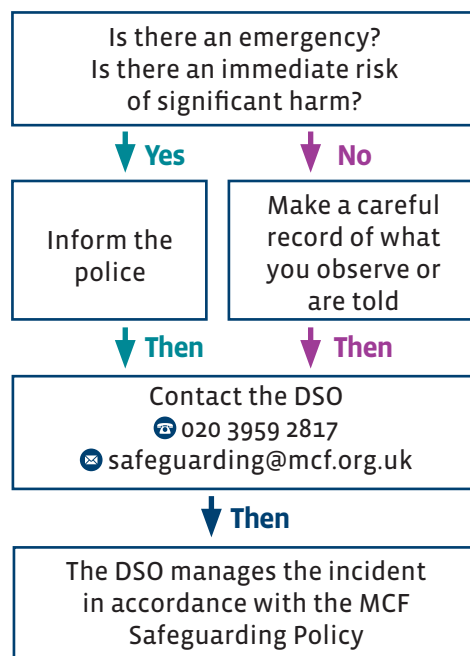 Is there an emergency?
Is there an immediate risk
of significant harm?
Yes
No
Inform the
police
Make a careful
record of what
you observe or
are told
Then
Then
Contact the DSO
020 3959 2817
safeguarding@mcf.org.uk
Then
The DSO manages the incident
in accordance with the MCF
Safeguarding Policy